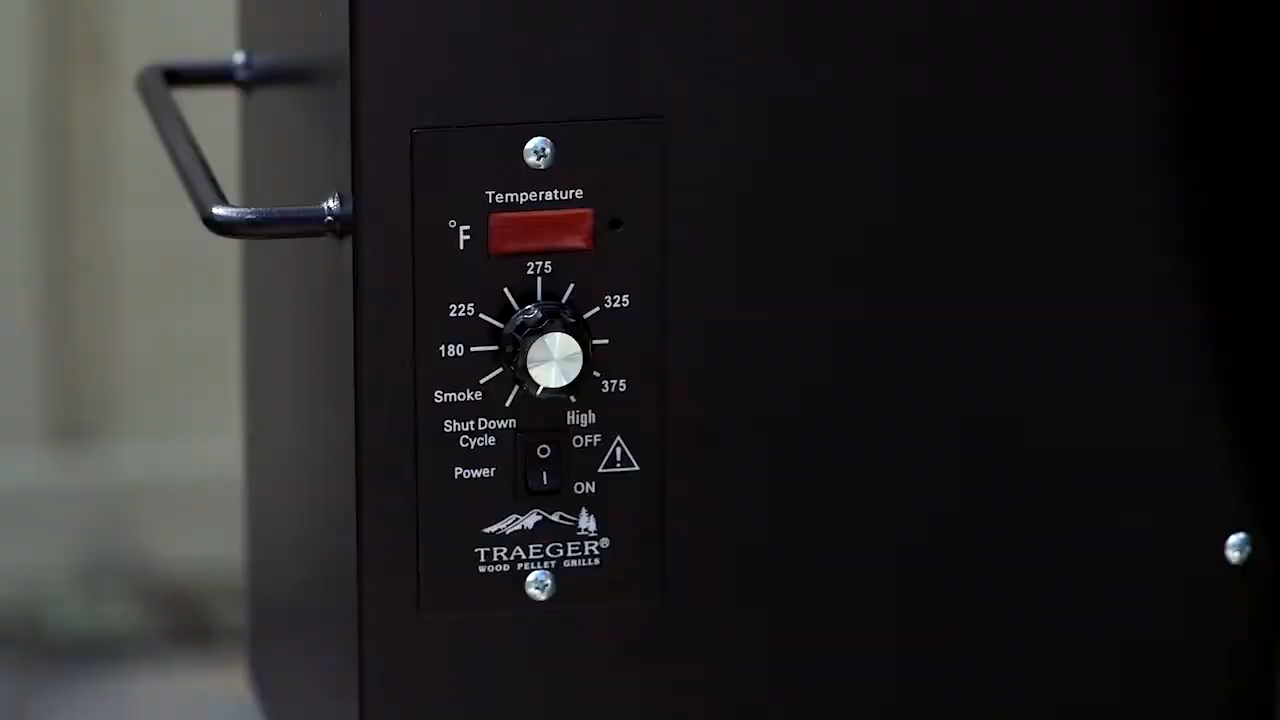 Temperature
°F
275
225
325
180
375
Smoke
High
Shut Down
Cycle
OFF
Power
O
I
ON
TRAEGER®
WOOD PELLET GRILLS